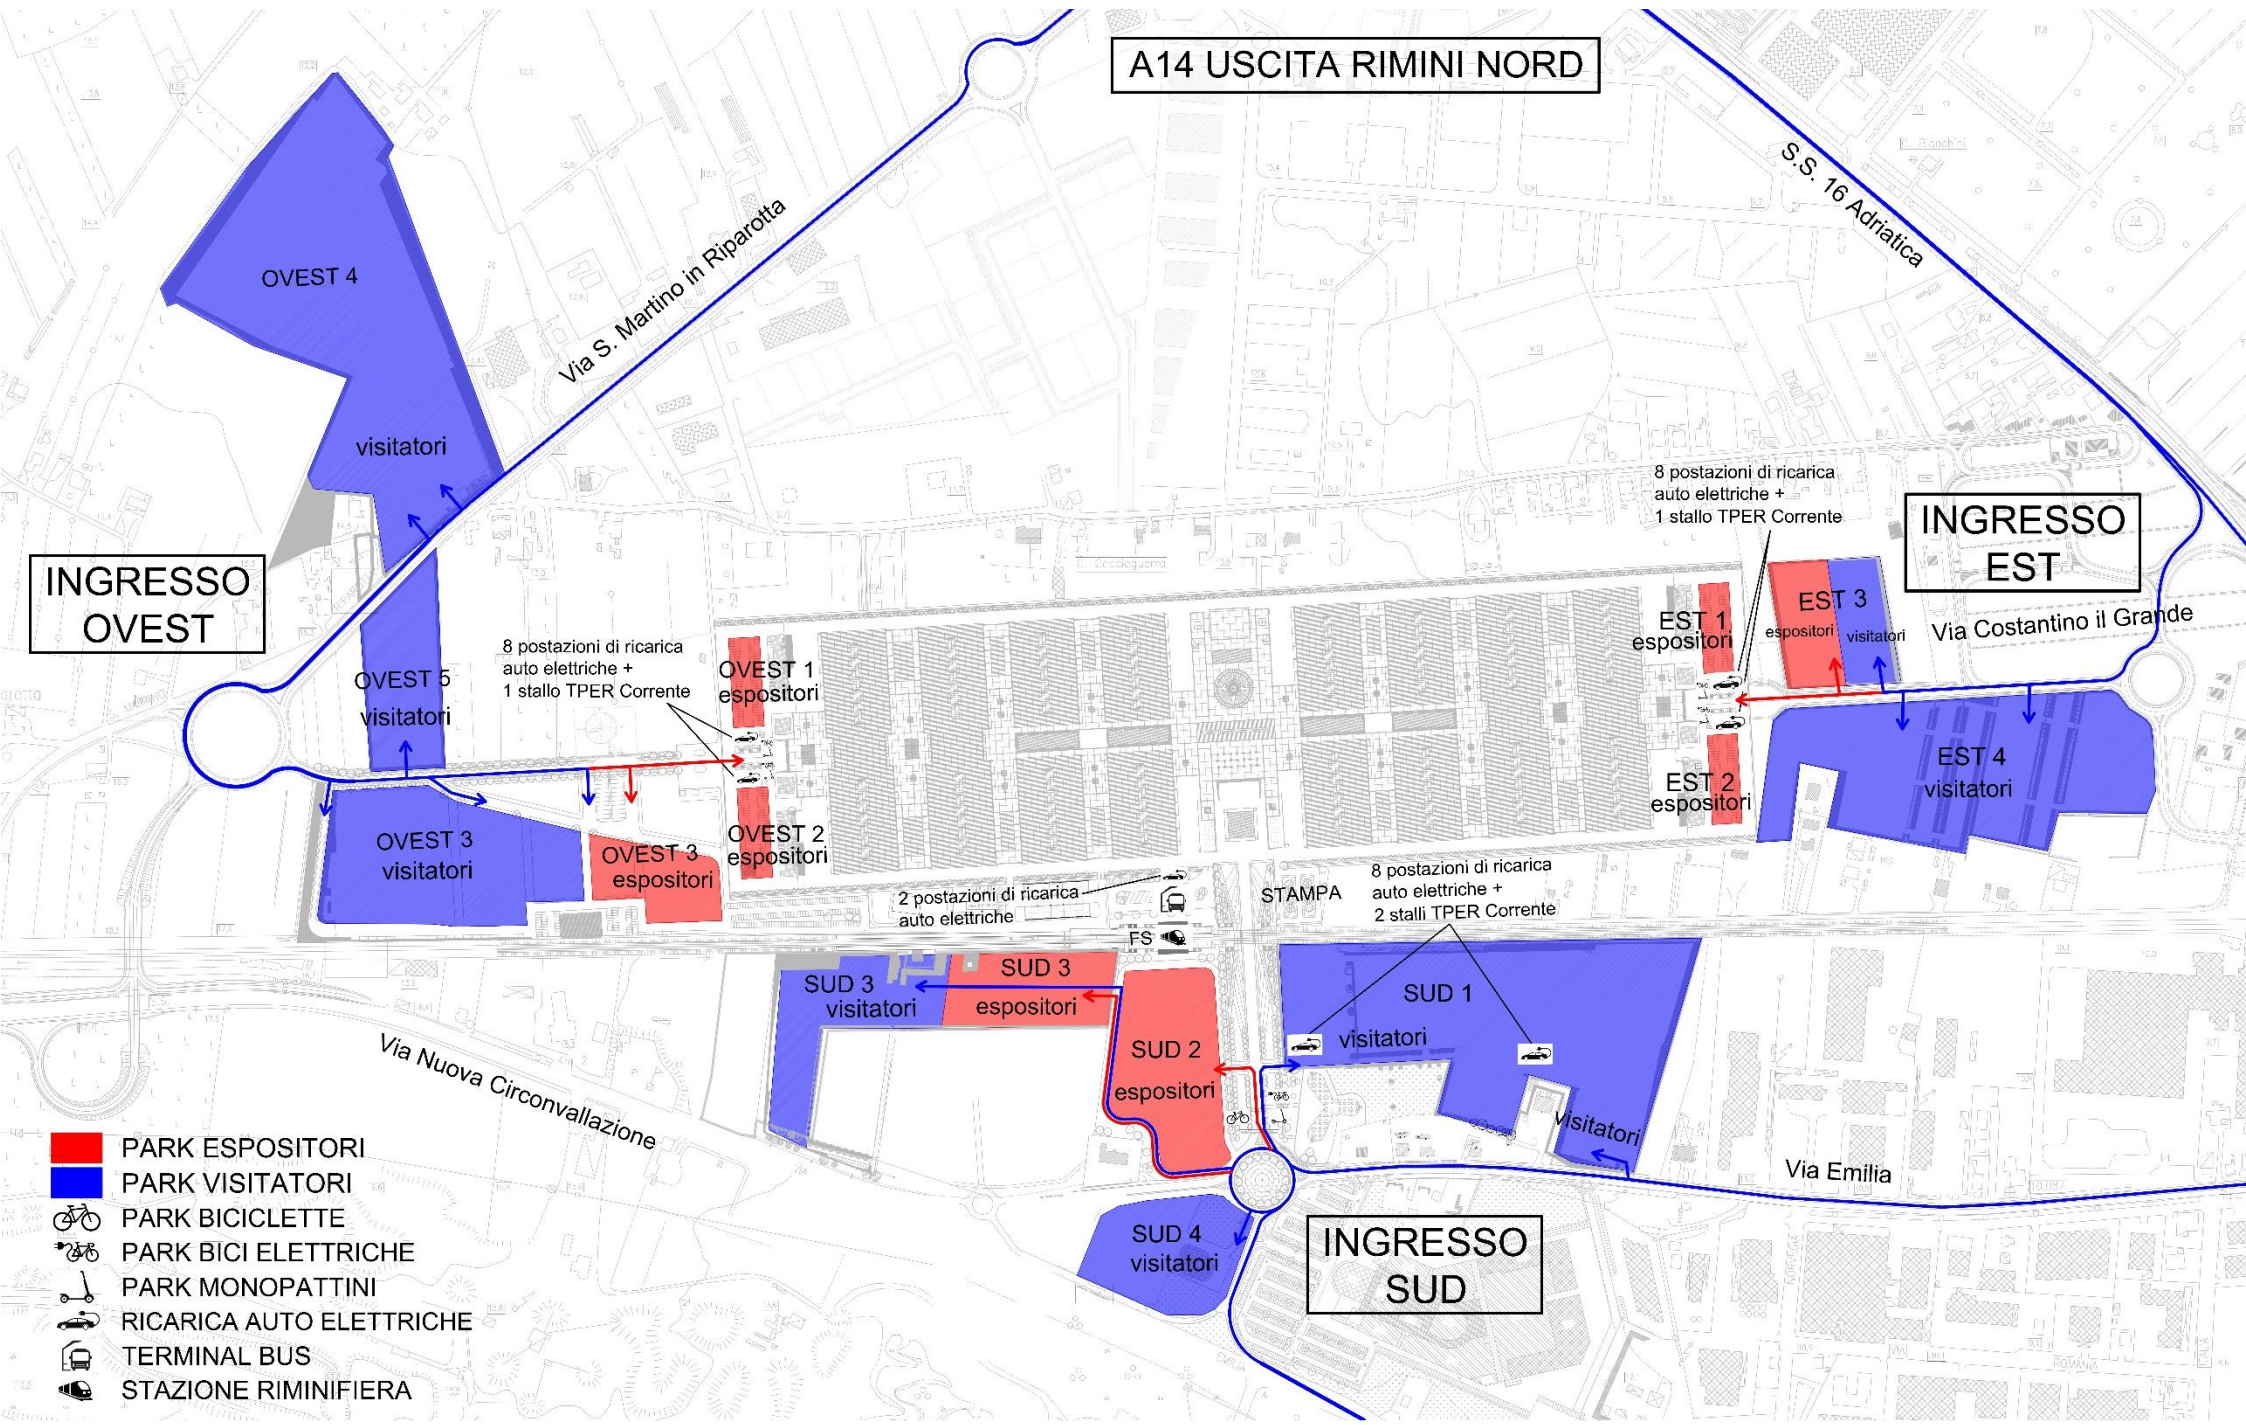 A14 USCITA RIMINI NORD
S.S. 16 Adriatica
Via S. Martino in Riparotta
OVEST 4
visitatori
INGRESSO
OVEST
OVEST 5
visitatori
8 postazioni di ricarica
auto elettriche +
1 stallo TPER Corrente
OVEST 1
espositori
OVEST 2
espositori
OVEST 3
visitatori
OVEST 3
espositori
8 postazioni di ricarica
auto elettriche +
1 stallo TPER Corrente
INGRESSO
EST
EST 1
espositori
EST 3
espositori
visitatori
Via Costantino il Grande
EST 2
espositori
EST 4
visitatori
2 postazioni di ricarica
auto elettriche
STAMPA
8 postazioni di ricarica
auto elettriche +
2 stalli TPER Corrente
FS
SUD 3
visitatori
SUD 3
espositori
SUD 2
espositori
SUD 1
visitatori
visitatori
Via Nuova Circonvallazione
Via Emilia
SUD 4
visitatori
INGRESSO
SUD
PARK ESPOSITORI
PARK VISITATORI
PARK BICICLETTE
PARK BICI ELETTRICHE
PARK MONOPATTINI
RICARICA AUTO ELETTRICHE
TERMINAL BUS
STAZIONE RIMINIFIERA